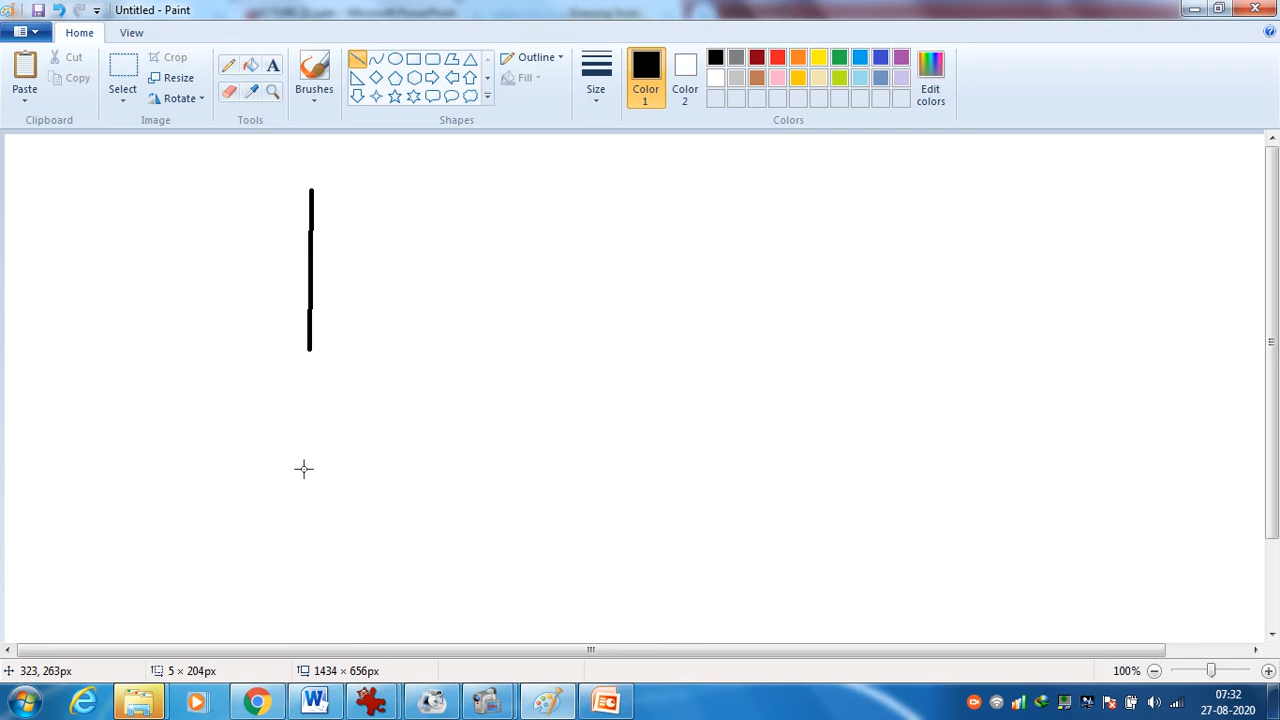 Untitled - Paint
Home
View
Paste
Cut
Copy
Clipboard
Select
Crop
Resize
Rotate
Image
Tools
Brushes
Outline
Fill
Shapes
Size
Color 1
Color 2
Edit colors
Colors
323, 263px
5 × 204px
1434 × 656px
100%
07:32
27-08-2020